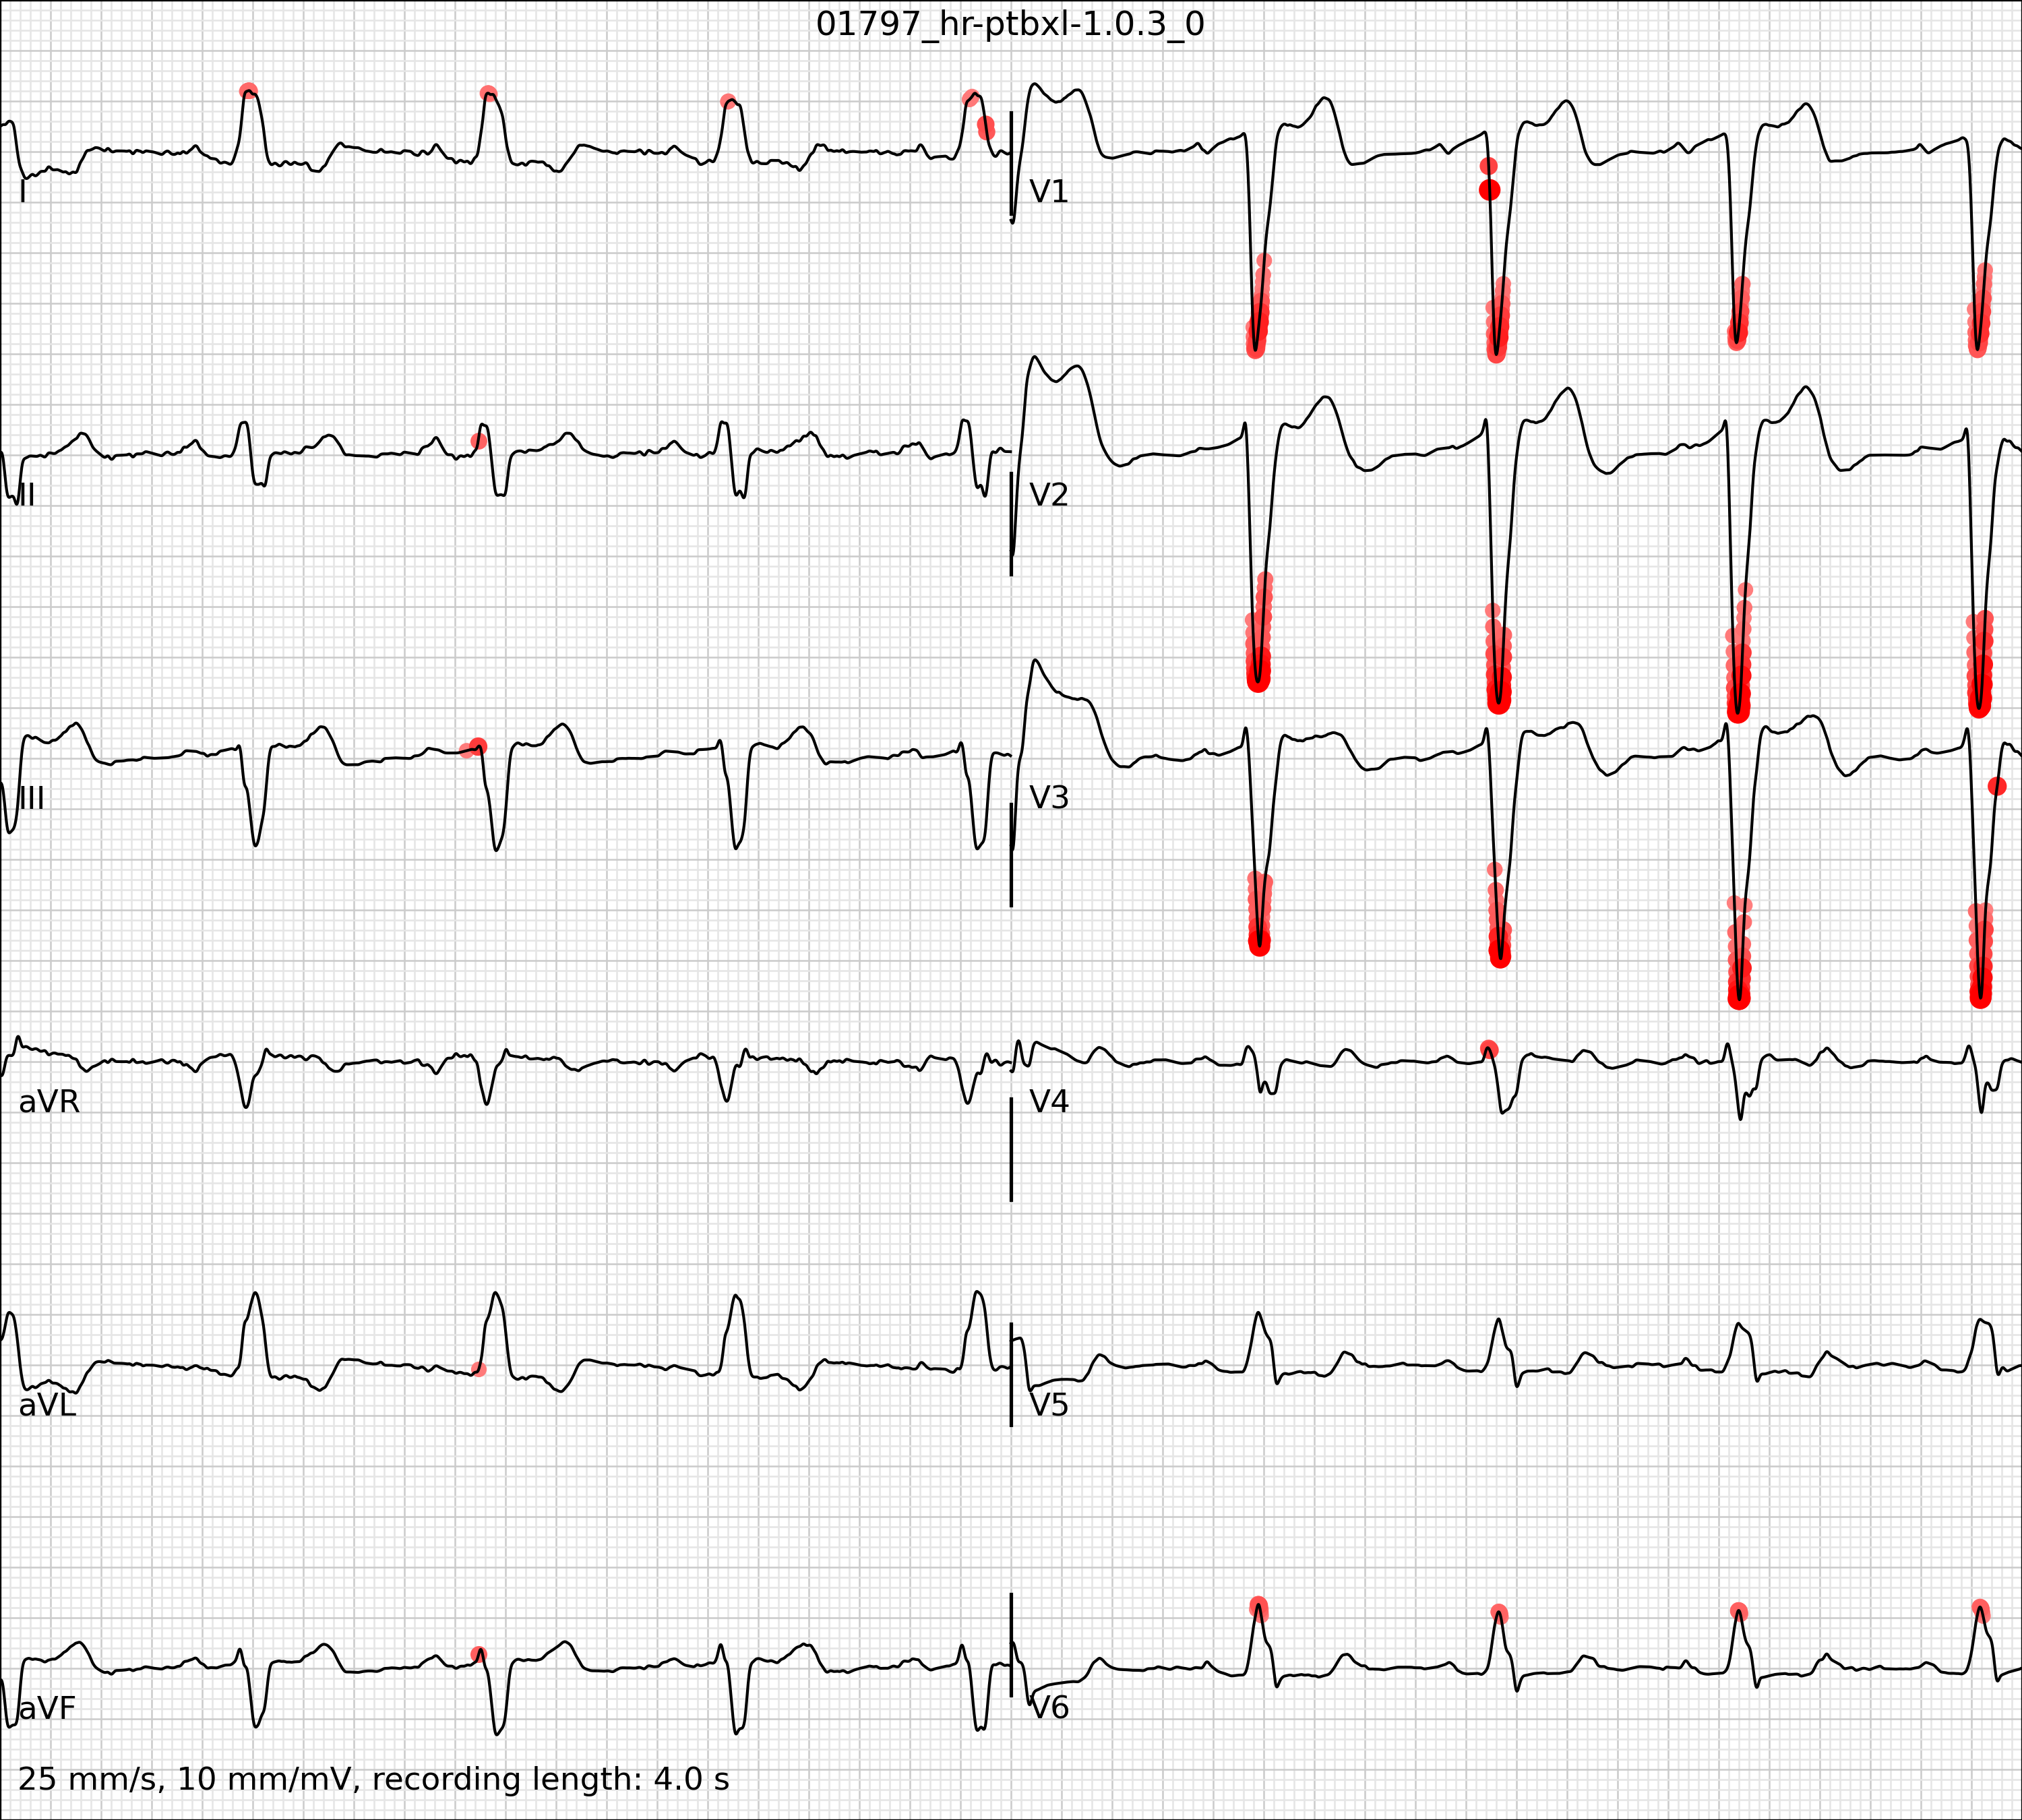 01797_hr-ptbxl-1.0.3_0
I
V1
II
V2
III
V3
aVR
V4
aVL
V5
aVF
V6
25 mm/s, 10 mm/mV, recording length: 4.0 s